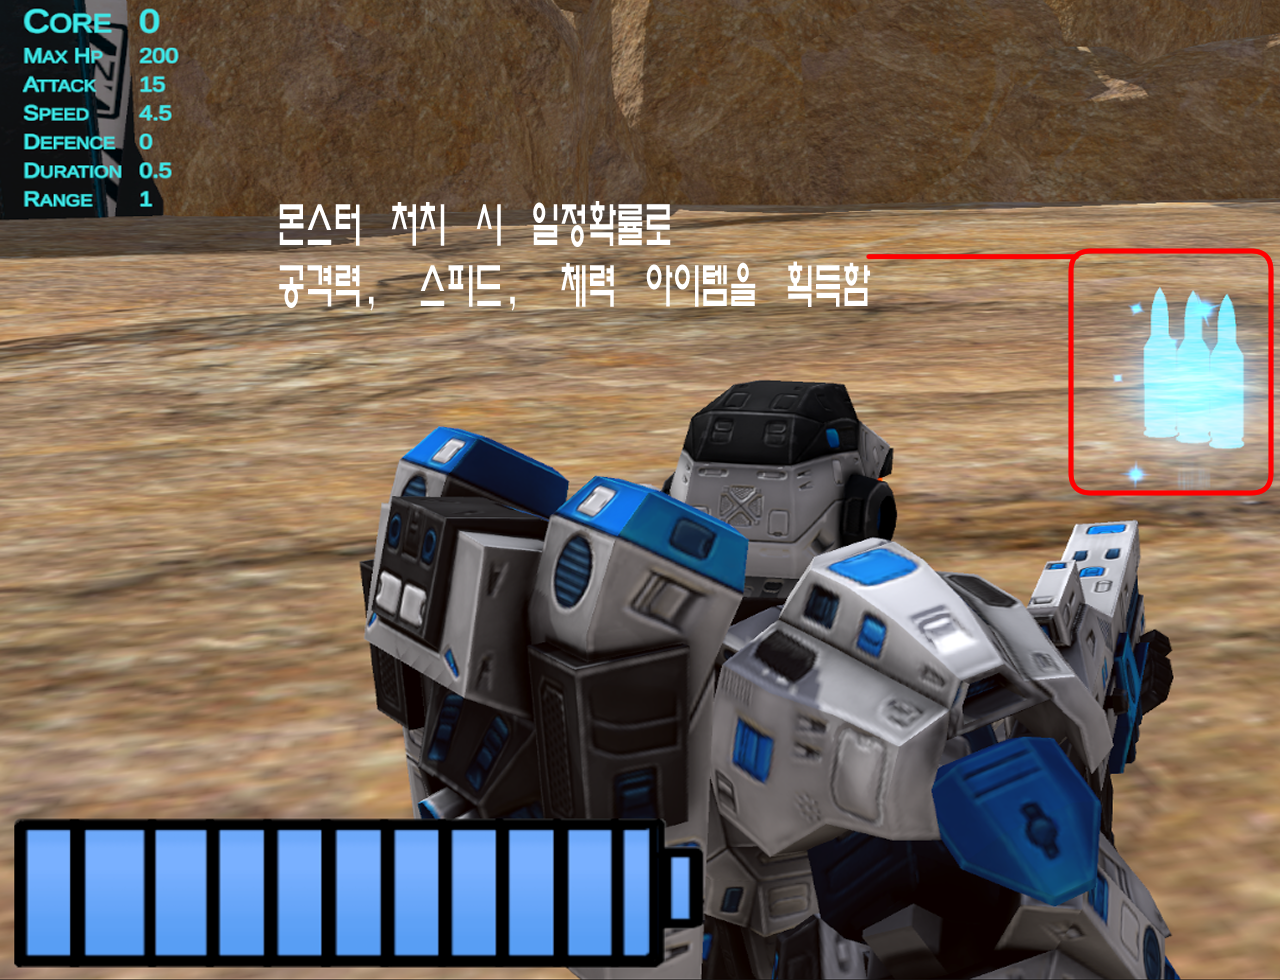 CORE 0
MAX HP 200
ATTACK 15
SPEED 4.5
DEFENCE 0
DURATION 0.5
RANGE 1
몬스터 처치 시 일정확률로
공격력, 스피드, 체력 아이템을 획득함